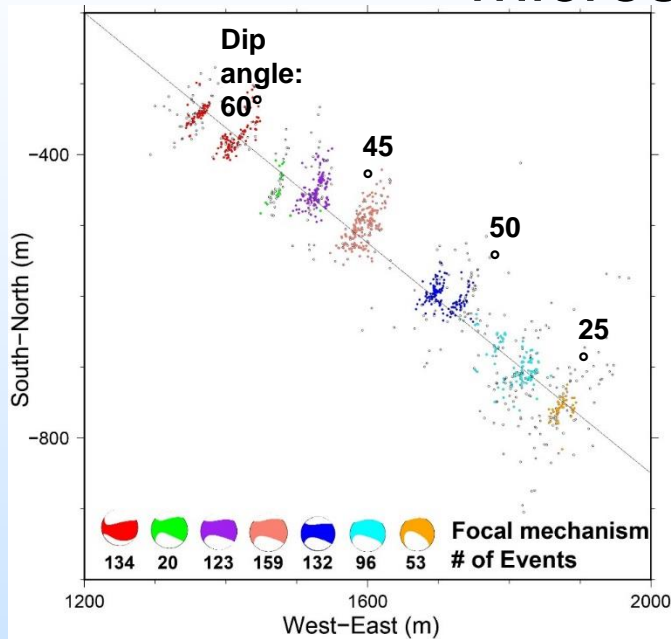 Dip
angle:
60°
45
°
50
°
25
°
−400
−800
South−North (m)
134 20 123 159 132 96 53
Focal mechanism
# of Events
1200 1600 2000
West−East (m)